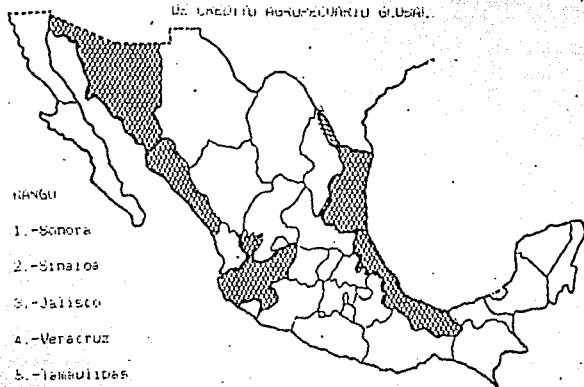 DE CREDITO AGROPECUARIO GLOBAL.
RANGO
1.-Sonora
2.-Sinaloa
3.-Jalisco
4.-Veracruz
5.-Tamaulipas